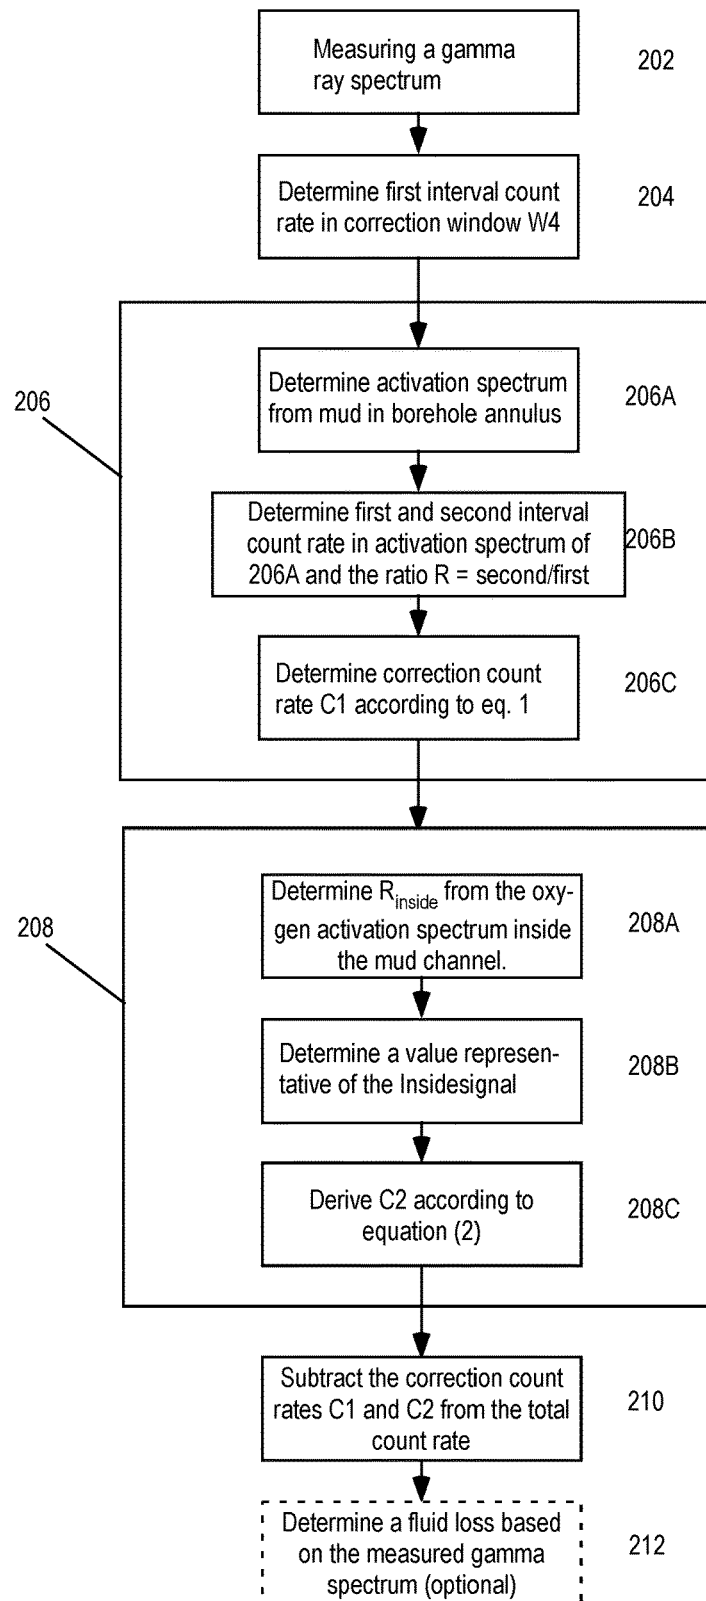 Measuring a gamma
ray spectrum
202
Determine first interval count
rate in correction window W4
204
206
Determine activation spectrum
from mud in borehole annulus
206A
Determine first and second interval
count rate in activation spectrum of
206A and the ratio R = second/first
206B
Determine correction count
rate C1 according to eq. 1
206C
208
Determine Rinside from the oxy-
gen activation spectrum inside
the mud channel.
208A
Determine a value represen-
tative of the Insidesignal
208B
Derive C2 according to
equation (2)
208C
Subtract the correction count
rates C1 and C2 from the total
count rate
210
Determine a fluid loss based
on the measured gamma
spectrum (optional)
212